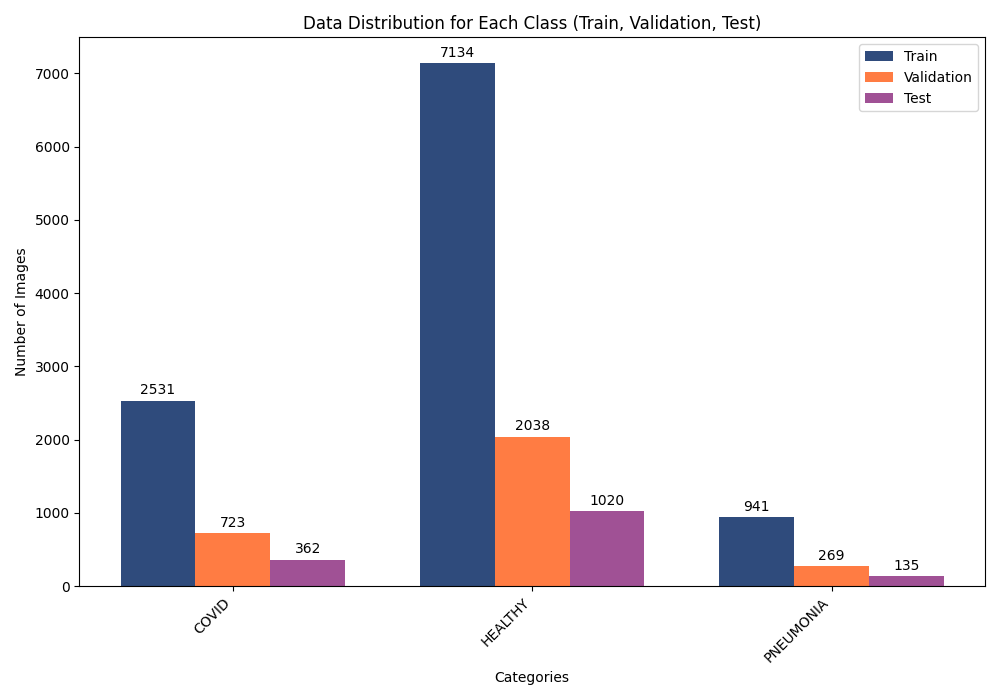 Data Distribution for Each Class (Train, Validation, Test)
Number of Images
7000
6000
5000
4000
3000
2000
1000
0
2531
723
362
7134
2038
1020
941
269
135
Train
Validation
Test
COVID
HEALTHY
PNEUMONIA
Categories